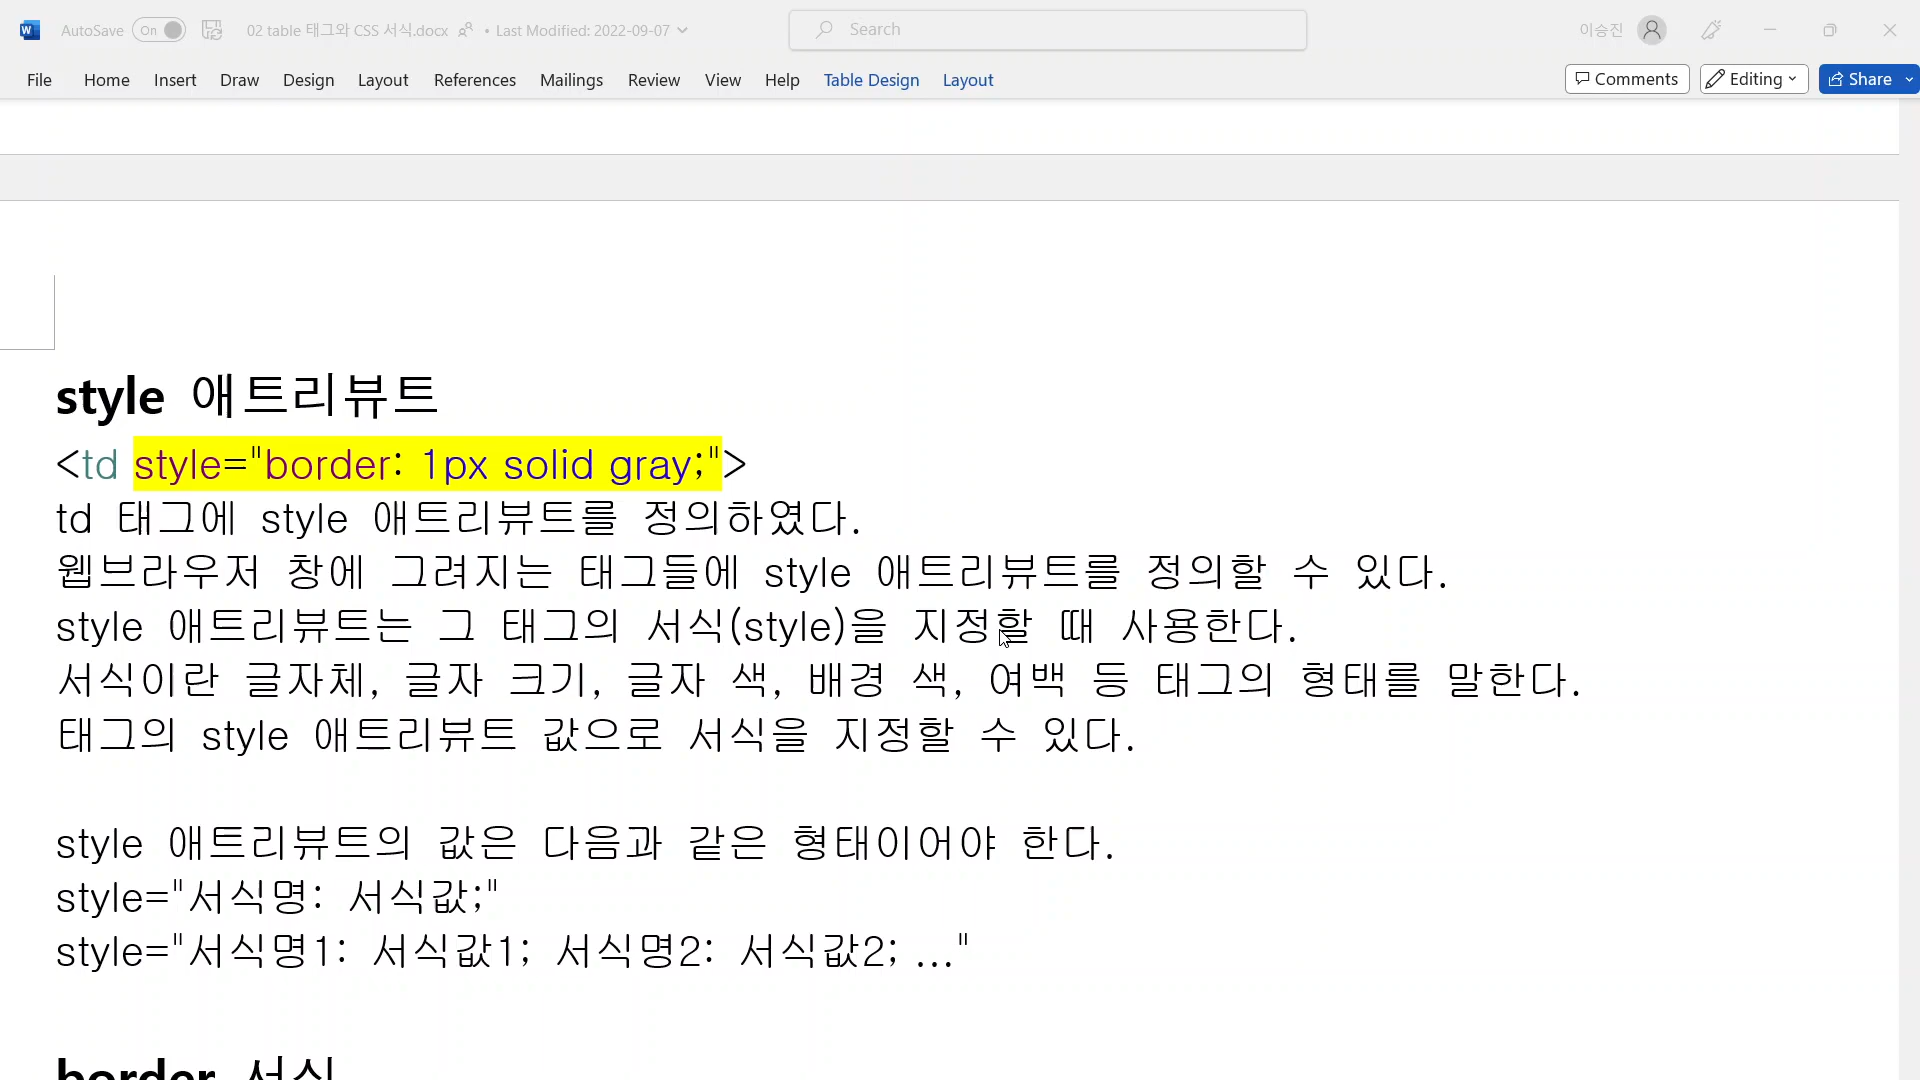 AutoSave On 02 table 태그와 CSS 서식.docx • Last Modified: 2022-09-07 Search 이승진
File Home Insert Draw Design Layout References Mailings Review View Help Table Design Layout Comments Editing Share
style 애트리뷰트
<td style="border: 1px solid gray;">
td 태그에 style 애트리뷰트를 정의하였다.
웹브라우저 창에 그려지는 태그들에 style 애트리뷰트를 정의할 수 있다.
style 애트리뷰트는 그 태그의 서식(style)을 지정할 때 사용한다.
서식이란 글자체, 글자 크기, 글자 색, 배경 색, 여백 등 태그의 형태를 말한다.
태그의 style 애트리뷰트 값으로 서식을 지정할 수 있다.
style 애트리뷰트의 값은 다음과 같은 형태이어야 한다.
style="서식명: 서식값;"
style="서식명1: 서식값1; 서식명2: 서식값2; ..."
border 서식